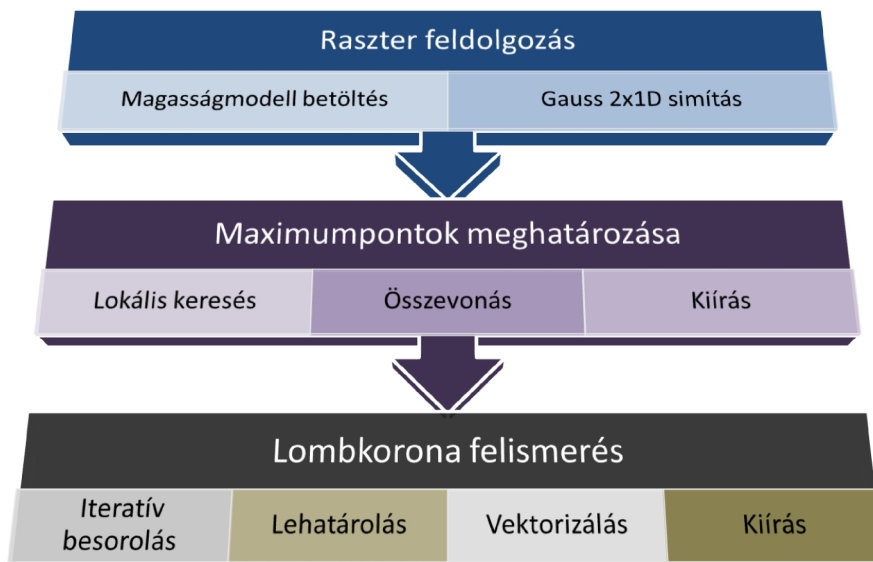 Raszter feldolgozás
Magasságmodell betöltés
Gauss 2x1D simítás
Maximumpontok meghatározása
Lokális keresés
Összevonás
Kiírás
Lombkorona felismerés
Iteratív
besorolás
Lehatárolás
Vektorizálás
Kiírás